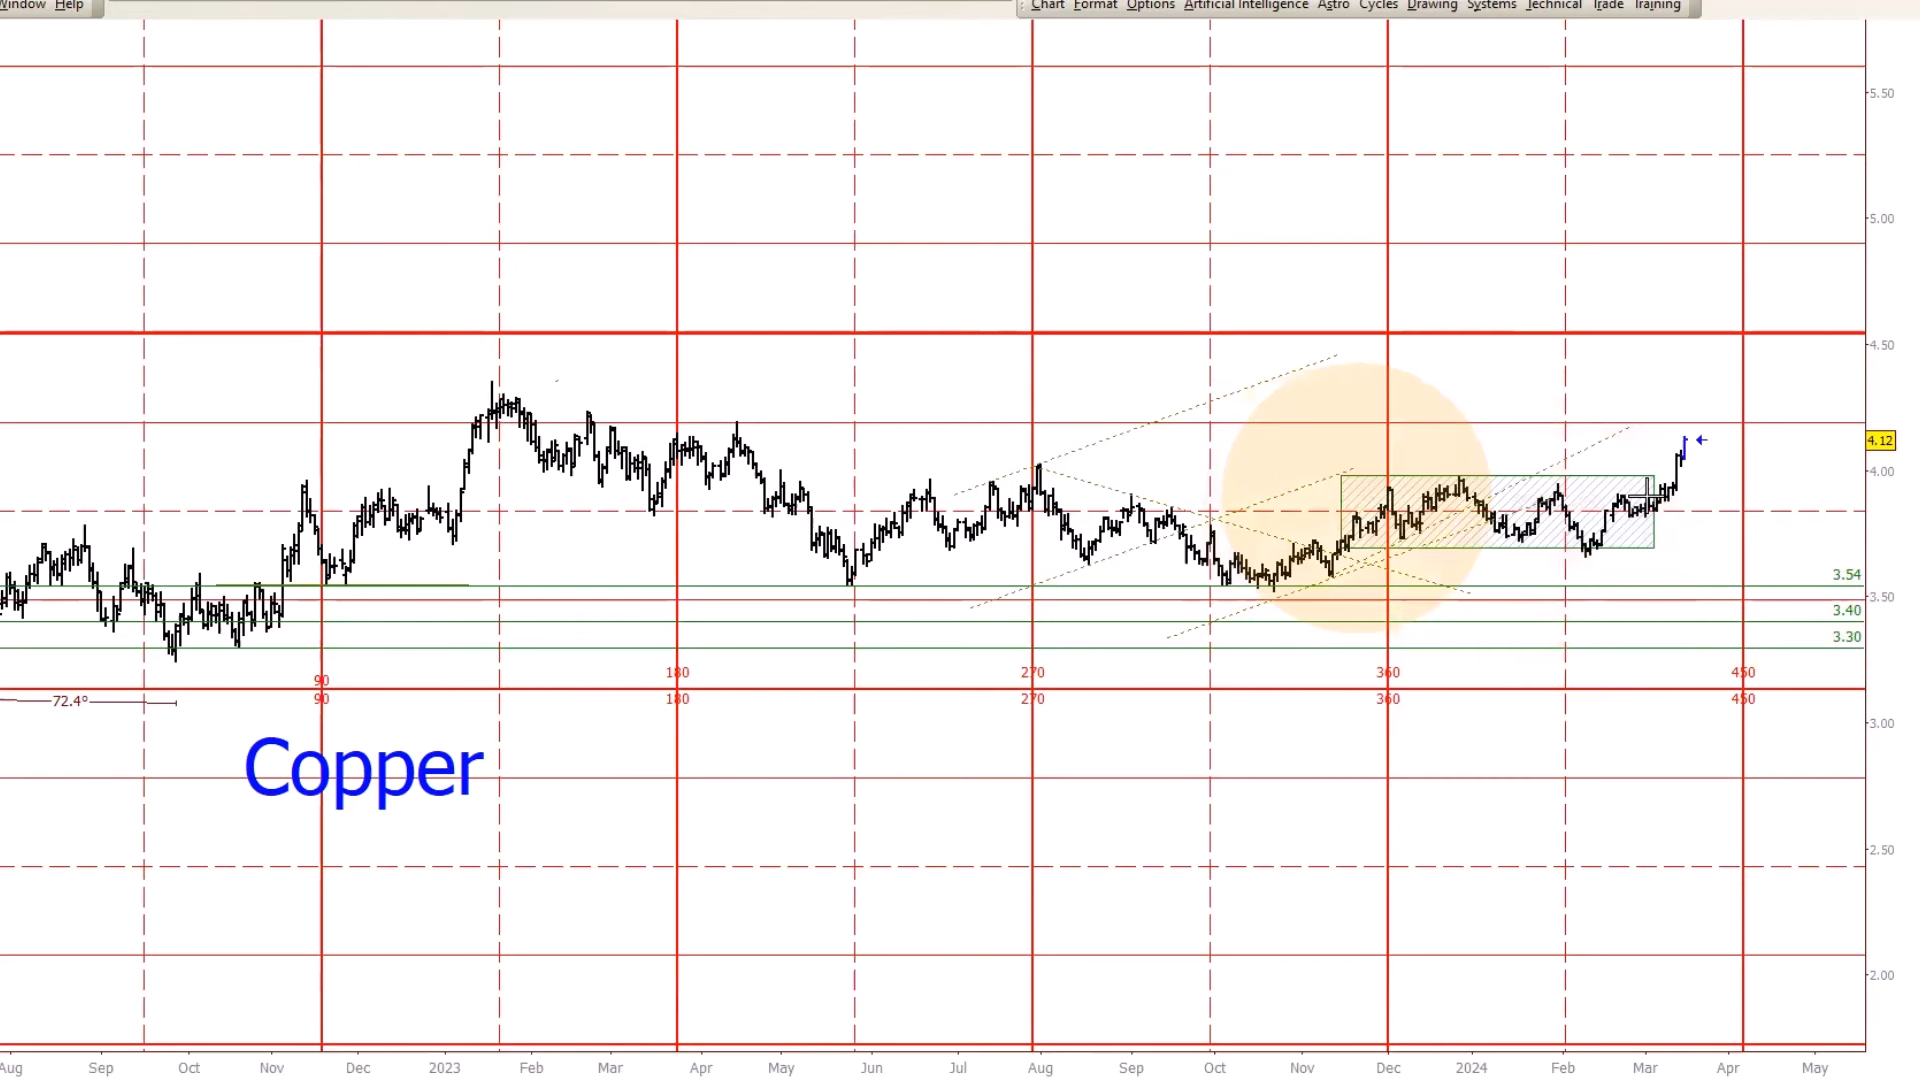 Window Help
Chart Format Options Artificial Intelligence Astro Cycles Drawing Systems Technical Trade Training
5.50
5.00
4.50
4.12
4.00
3.54
3.50
3.40
3.30
90 180 270 360 450
90 180 270 360 450
72.4°
3.00
Copper
2.50
2.00
Aug Sep Oct Nov Dec 2023 Feb Mar Apr May Jun Jul Aug Sep Oct Nov Dec 2024 Feb Mar Apr May